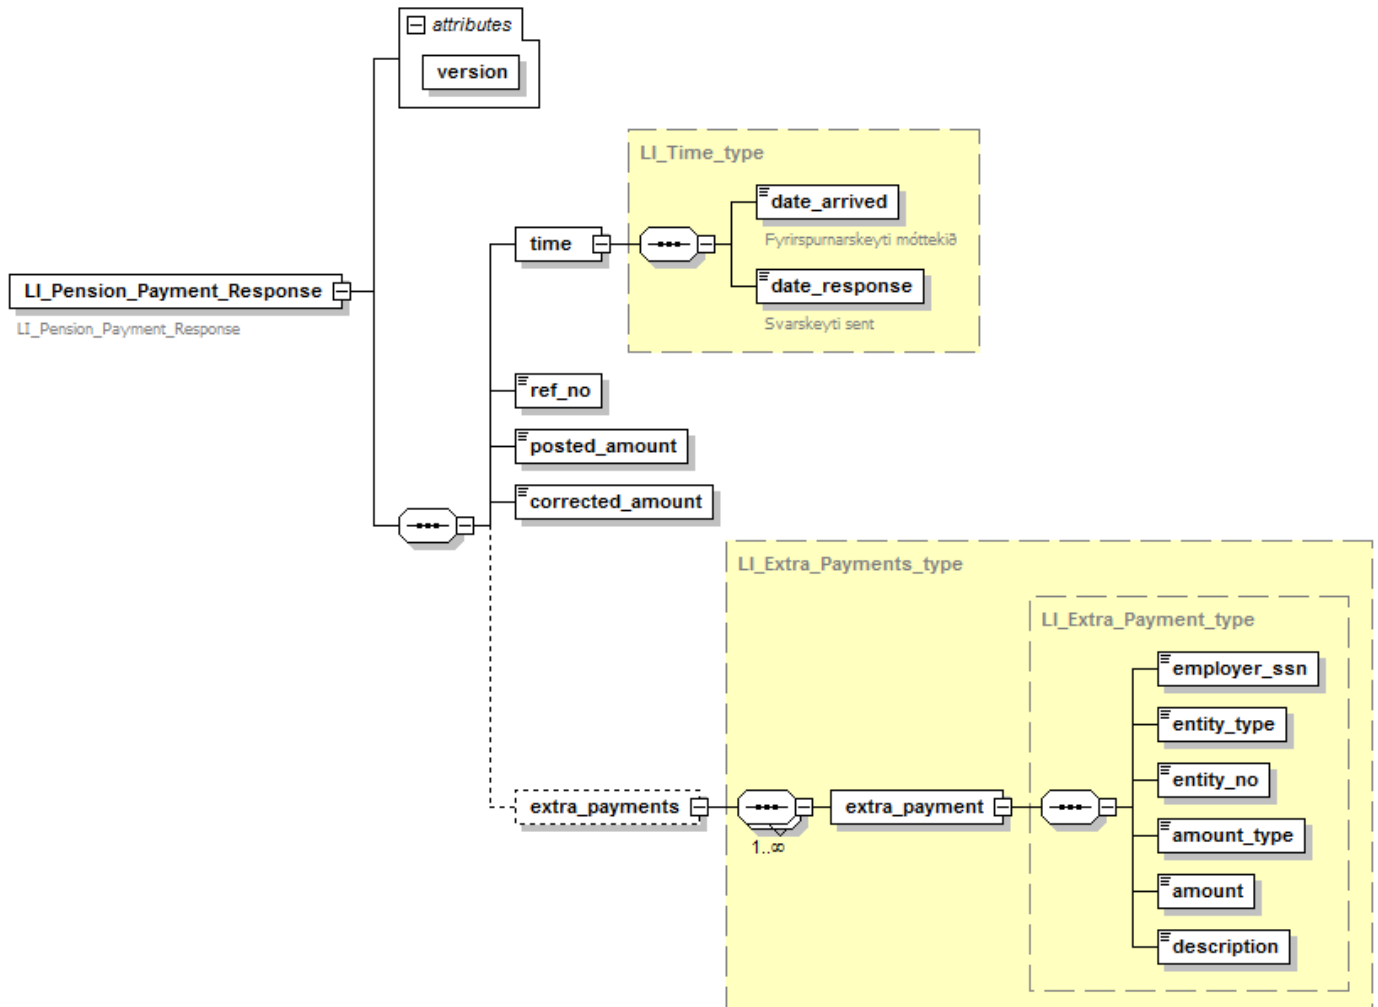 attributes
version
LI_Time_type
date_arrived
Fyrirspurnarskeyti móttekið
time
date_response
Svarskeyti sent
LI_Pension_Payment_Response
LI_Pension_Payment_Response
ref_no
posted_amount
corrected_amount
LI_Extra_Payments_type
LI_Extra_Payment_type
employer_ssn
entity_type
entity_no
extra_payments
1..∞
extra_payment
amount_type
amount
description